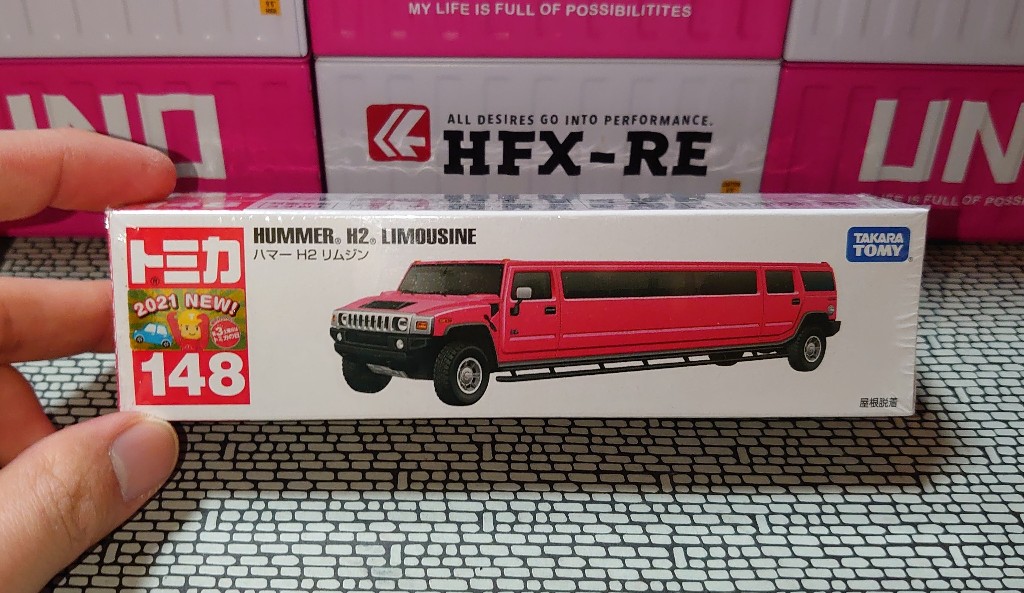 MY LIFE IS FULL OF POSSIBILITITES
UNO
ALL DESIRES GO INTO PERFORMANCE.
HFX-RE
UN
IS FULL OF POSSI
トミカ
2021 NEW!
148
HUMMER® H2® LIMOUSINE
ハマー H2 リムジン
TAKARA
TOMY
屋根脱着